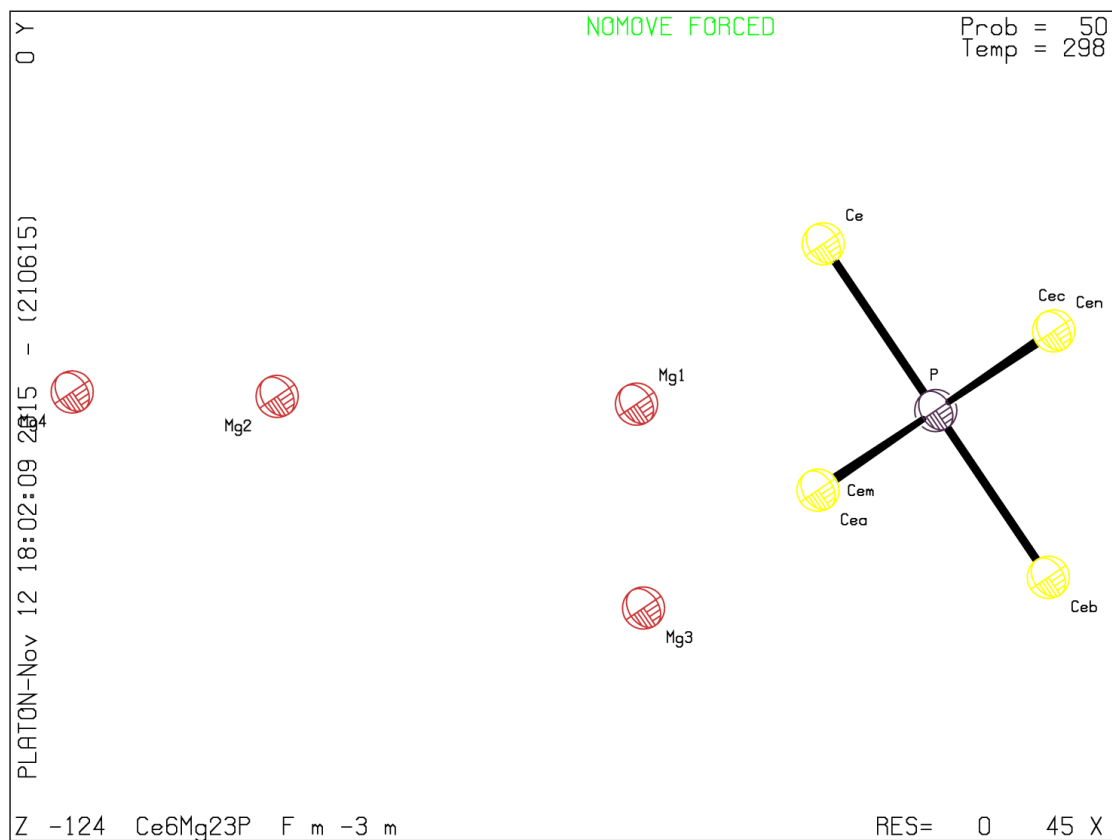 NOMOVE FORCED
Prob = 50
Temp = 298
O Y
PLATON-Nov 12 18:02:09 2015 - (210615)
Ce
Cec
Cen
P
Mg1
Mg2
Mg4
Cem
Cea
Ceb
Mg3
Z -124 Ce6Mg23P F m -3 m
RES= 0 45 X